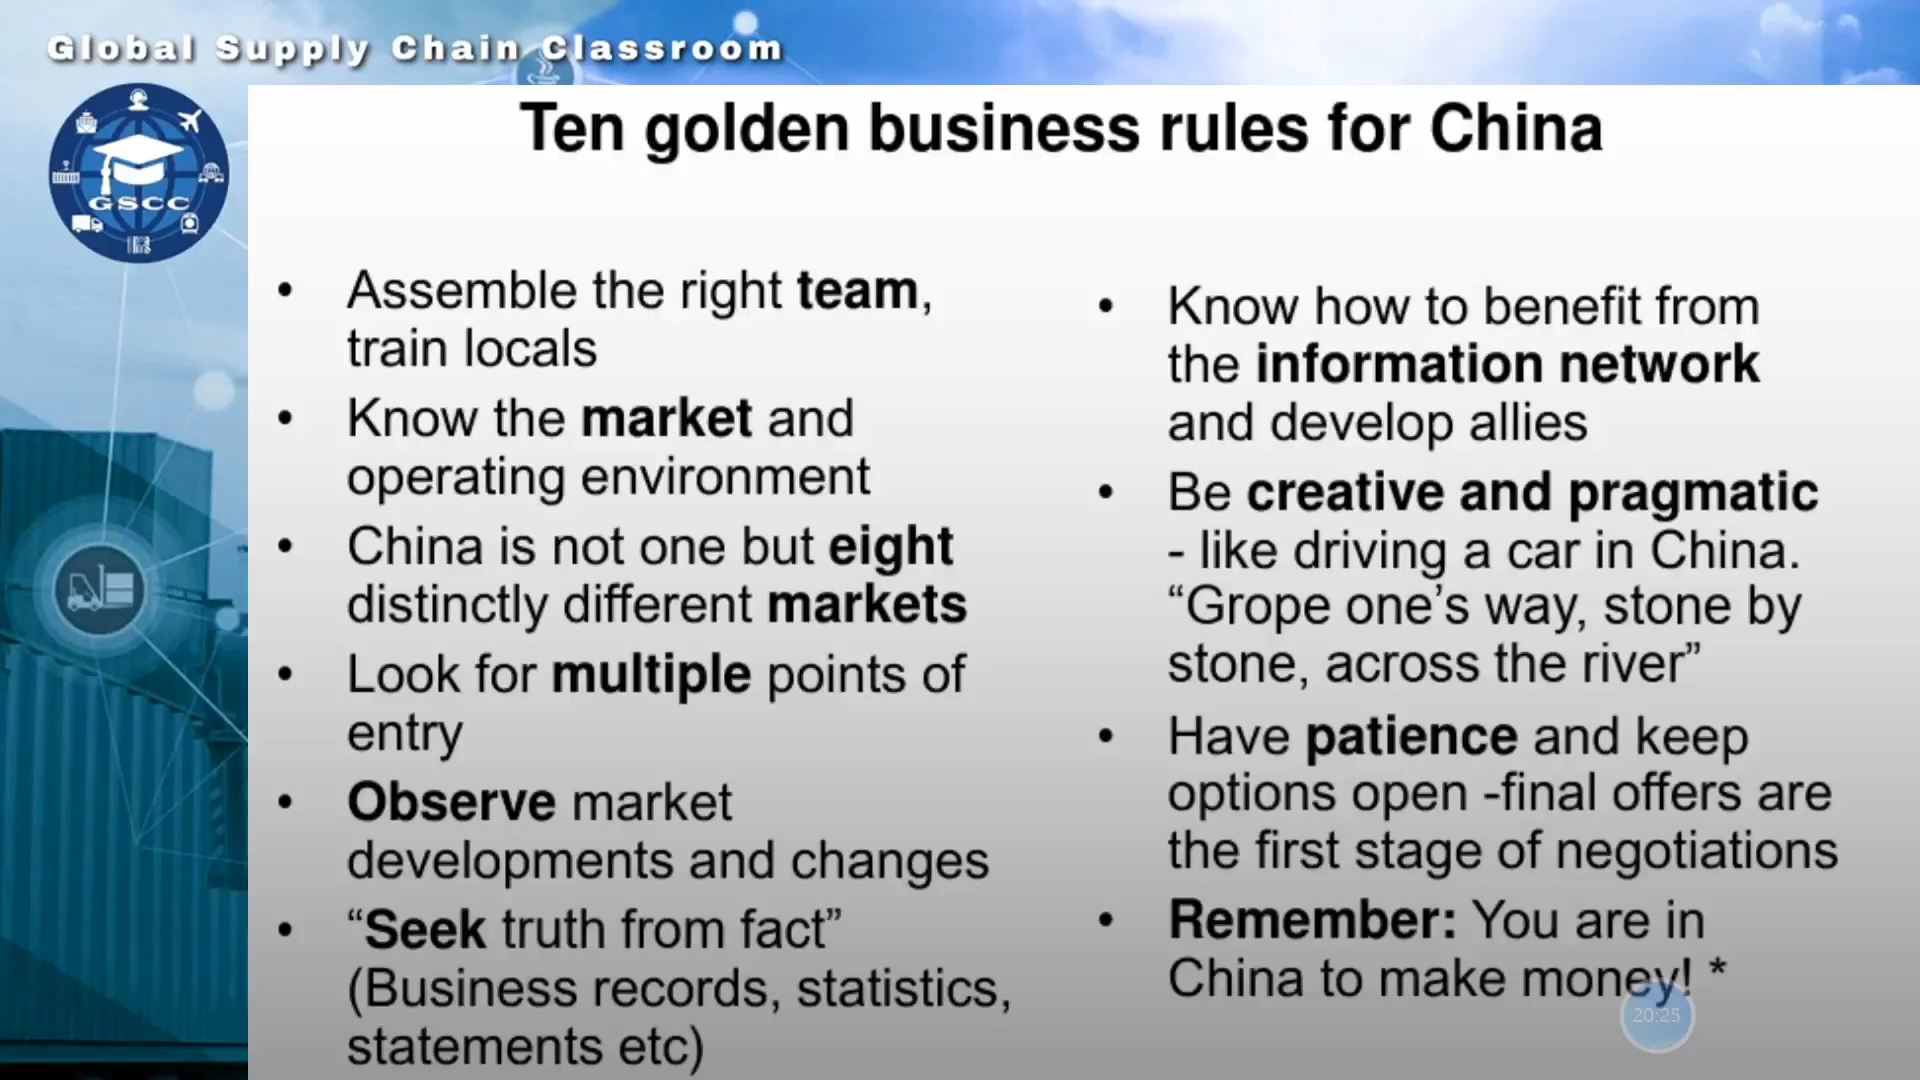 Global Supply Chain Classroom
GSCC
Ten golden business rules for China
• Assemble the right team,
train locals
• Know the market and
operating environment
• China is not one but eight
distinctly different markets
• Look for multiple points of
entry
• Observe market
developments and changes
• “Seek truth from fact”
(Business records, statistics,
statements etc)
• Know how to benefit from
the information network
and develop allies
• Be creative and pragmatic
- like driving a car in China.
“Grope one’s way, stone by
stone, across the river”
• Have patience and keep
options open -final offers are
the first stage of negotiations
• Remember: You are in
China to make money! *
20:25